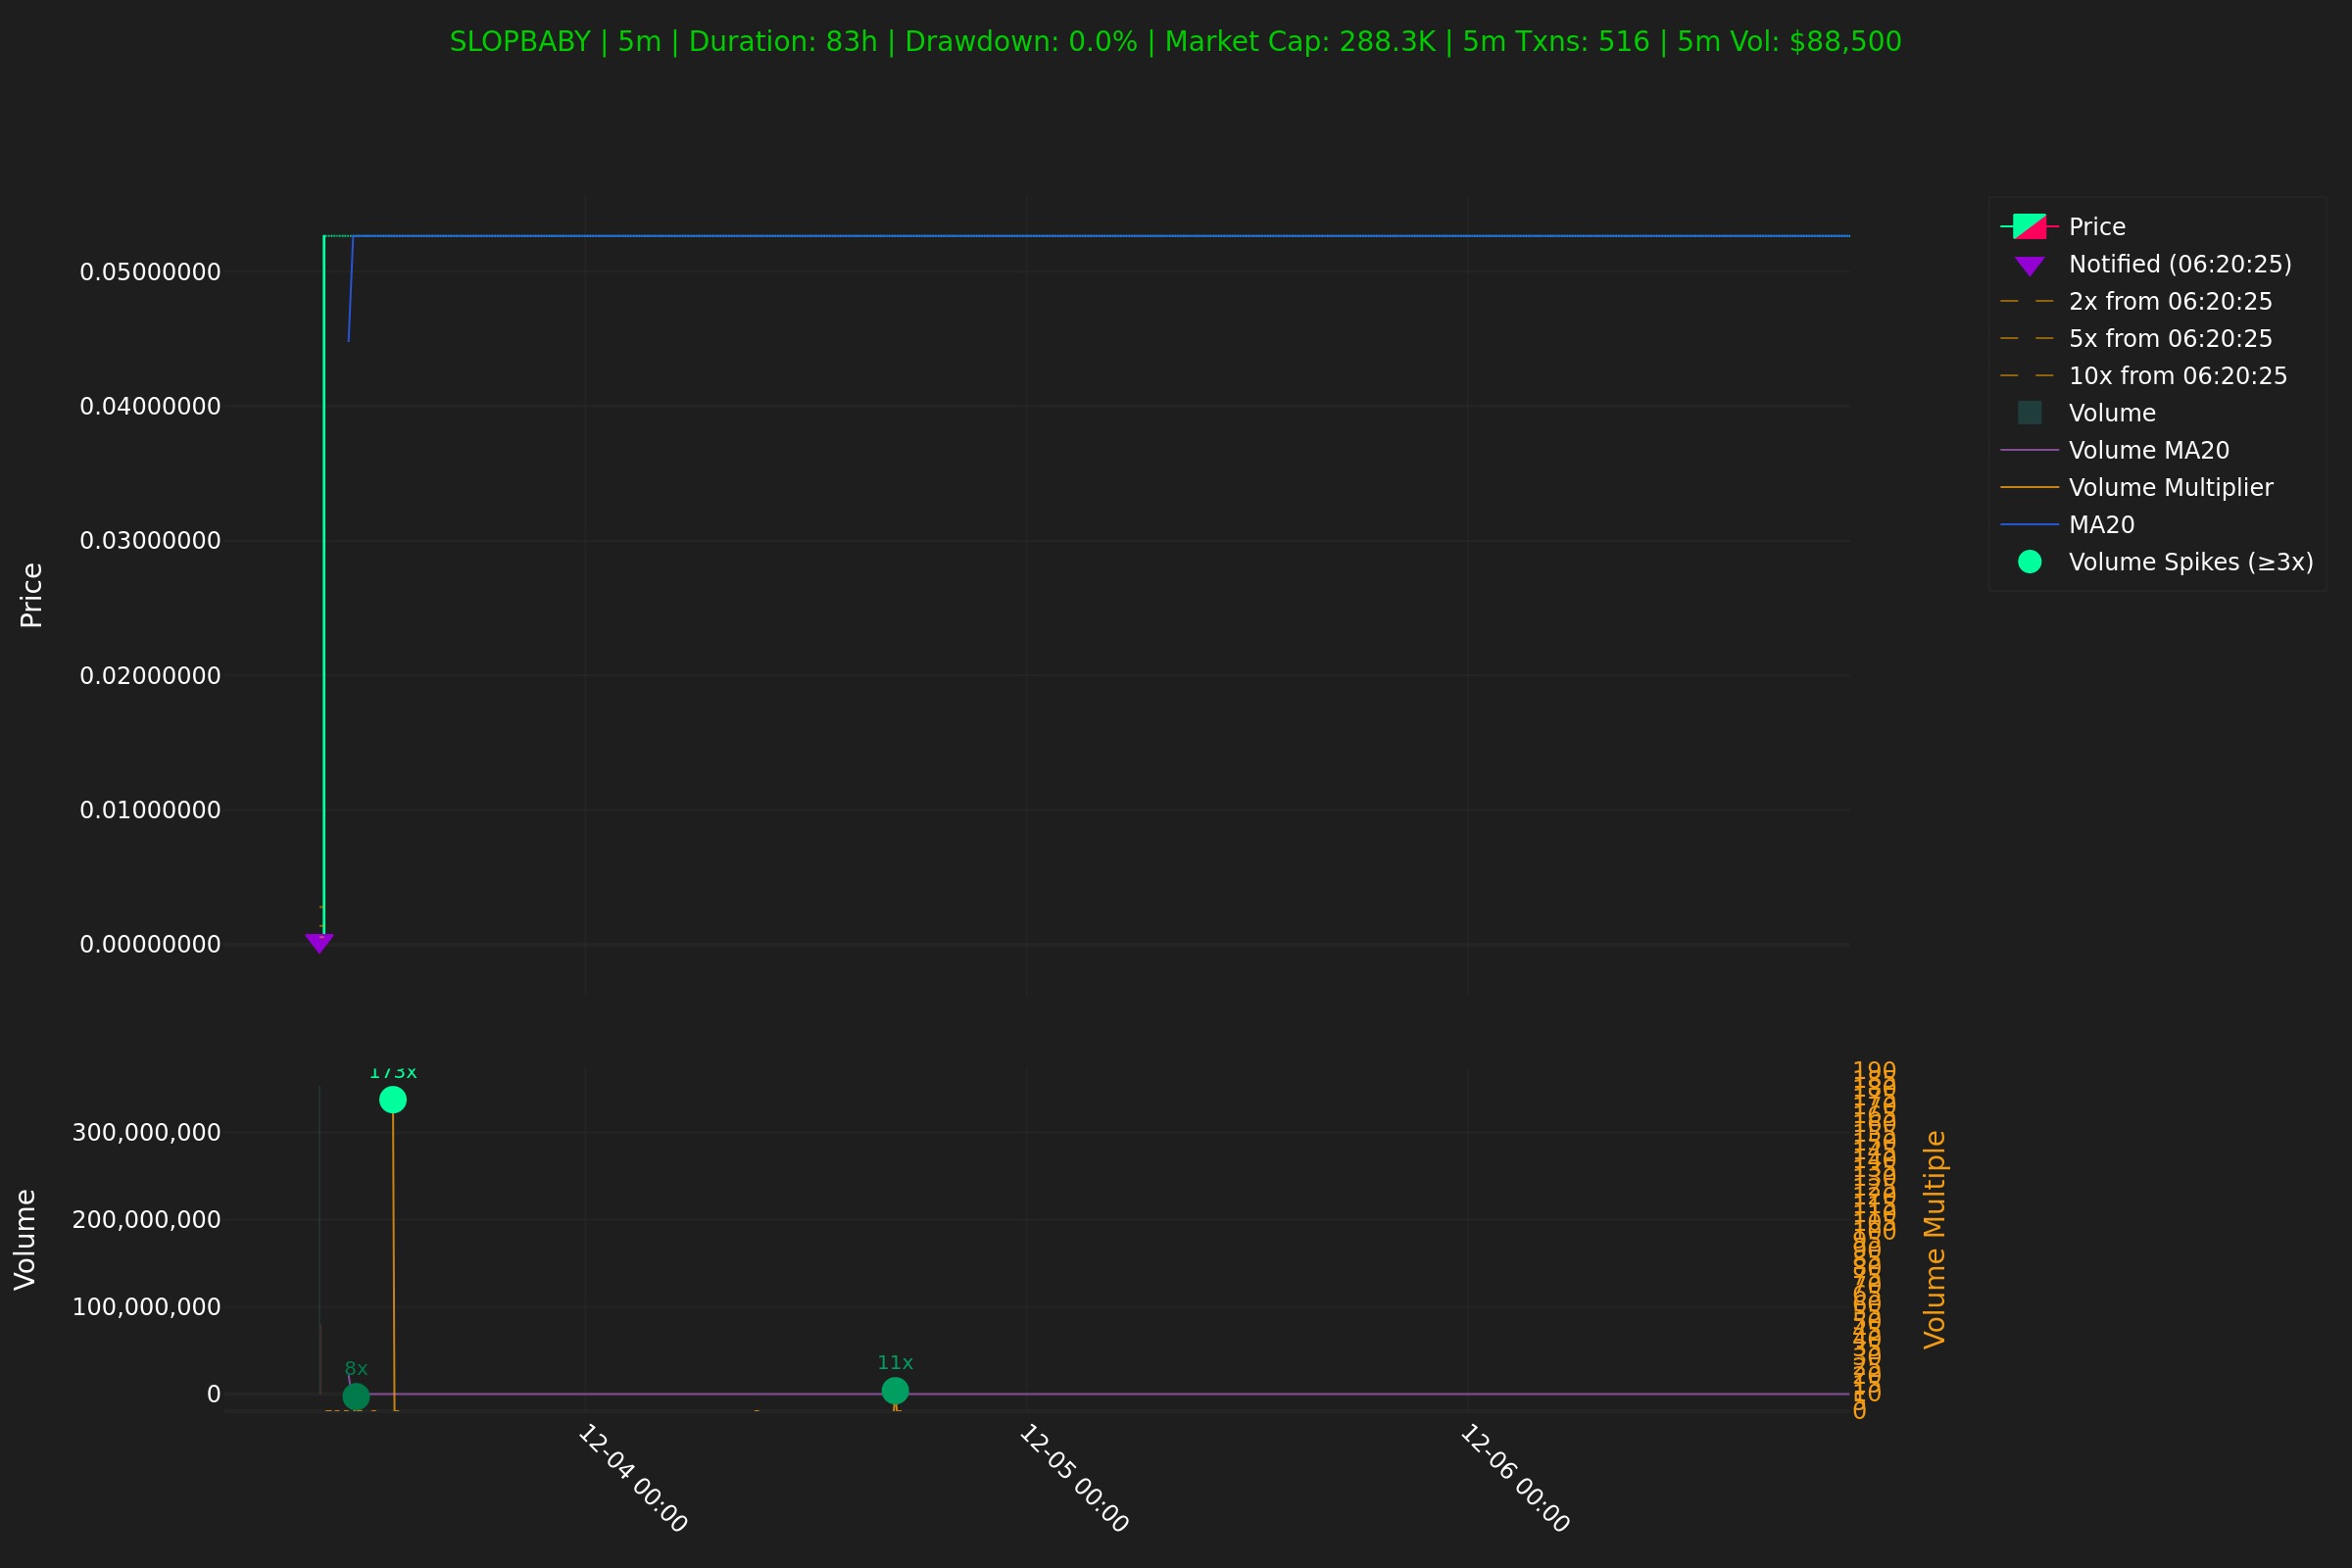 SLOPBABY | 5m | Duration: 83h | Drawdown: 0.0% | Market Cap: 288.3K | 5m Txns: 516 | 5m Vol: $88,500
Price
0.05000000
0.04000000
0.03000000
0.02000000
0.01000000
0.00000000
Price
Notified (06:20:25)
2x from 06:20:25
5x from 06:20:25
10x from 06:20:25
Volume
Volume MA20
Volume Multiplier
MA20
Volume Spikes (≥3x)
Volume
300,000,000
200,000,000
100,000,000
0
173x
8x
11x
Volume Multiple
190
100
10
0
12-04 00:00
12-05 00:00
12-06 00:00